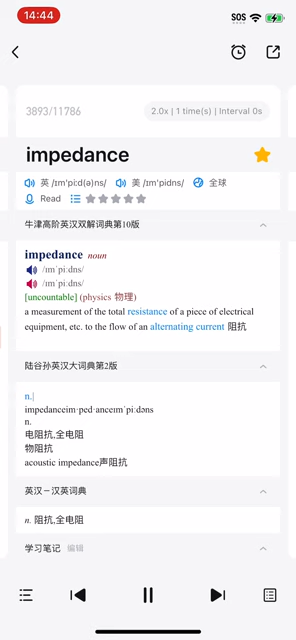 14:44
SOS
3893/11786
2.0x | 1 time(s) | Interval 0s
impedance
英 /ɪm'pi:d(ə)ns/ 美 /ɪm'pidns/ 全球
Read
牛津高阶英汉双解词典第10版
impedance noun
/ɪmˈpiːdns/
/ɪmˈpiːdns/
[uncountable] (physics 物理)
a measurement of the total resistance of a piece of electrical
equipment, etc. to the flow of an alternating current 阻抗
陆谷孙英汉大词典第2版
n.|
impedanceim·ped·anceɪmˈpiːdəns
n.
电阻抗,全电阻
物阻抗
acoustic impedance声阻抗
英汉－汉英词典
n. 阻抗,全电阻
学习笔记 编辑